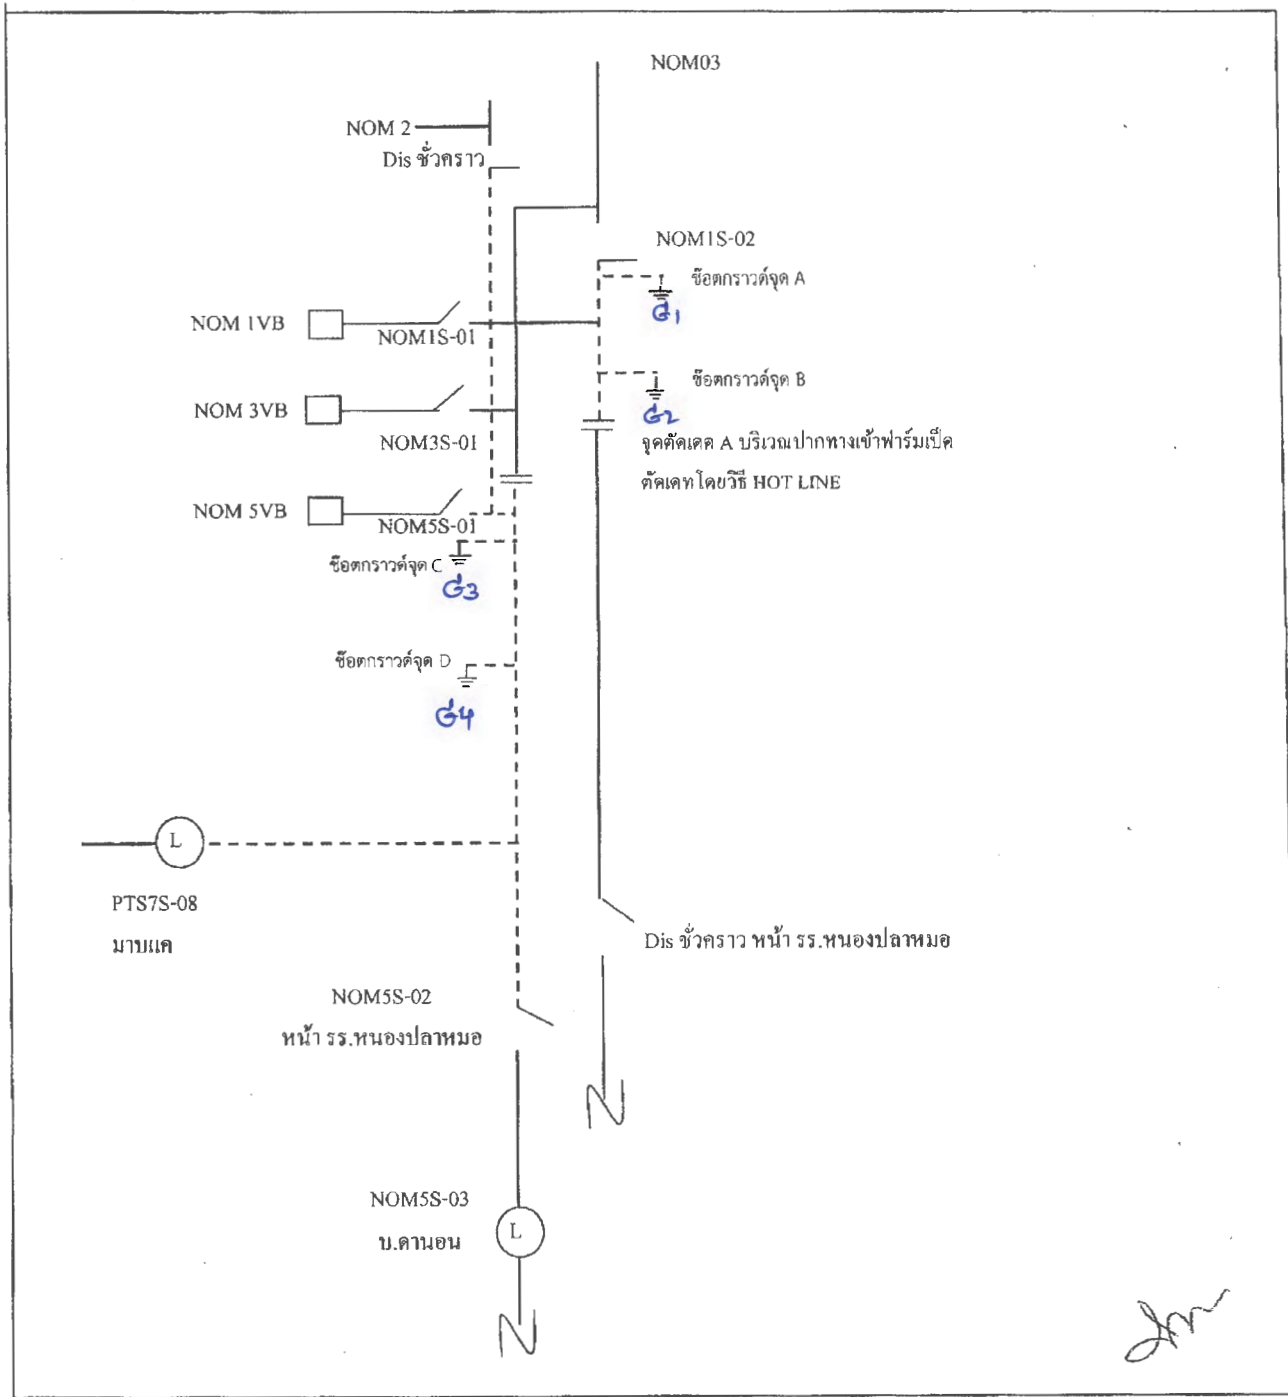 NOM03
NOM 2
Dis ชั่วคราว
NOM1S-02
ช๊อตกราวด์จุด A
G1
NOM 1VB
NOM1S-01
ช๊อตกราวด์จุด B
G2
NOM 3VB
NOM3S-01
จุดตัดเดต A บริเวณปากทางเข้าฟาร์มเป็ด
ตัดเดทโดยวิธี HOT LINE
NOM 5VB
NOM5S-01
ช๊อตกราวด์จุด C
G3
ช๊อตกราวด์จุด D
G4
L
PTS7S-08
มาบแค
Dis ชั่วคราว หน้า รร.หนองปลาหมอ
NOM5S-02
หน้า รร.หนองปลาหมอ
NOM5S-03
บ.คานอน
L